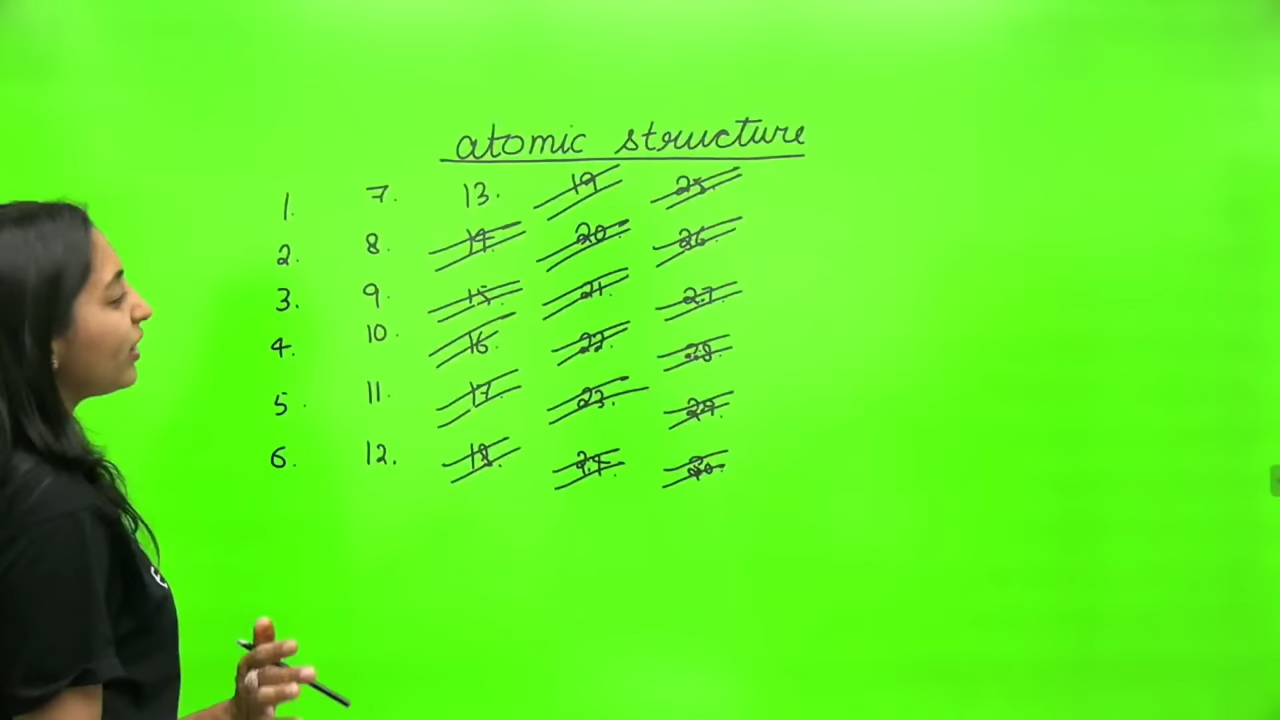 atomic structure
1. 7. 13. 19. 25.
2. 8. 14. 20. 26.
3. 9. 15. 21. 27.
4. 10. 16. 22. 28.
5. 11. 17. 23. 29.
6. 12. 18. 24. 30.